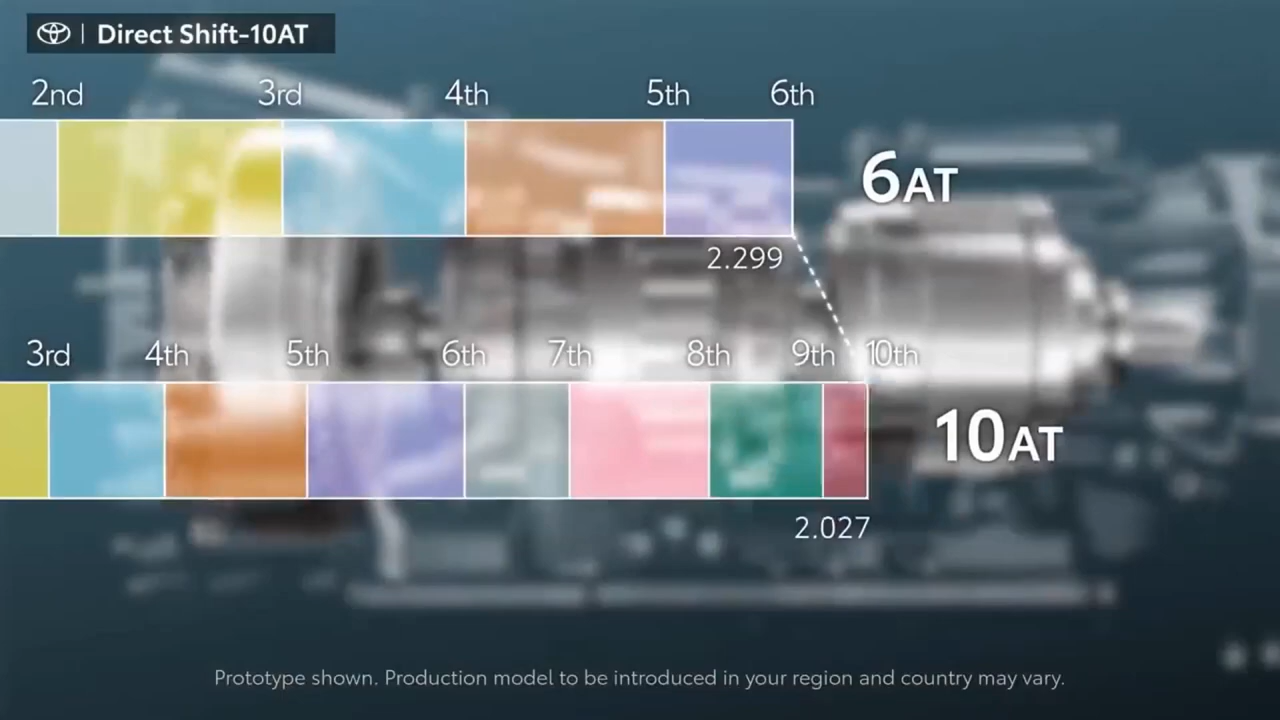 Direct Shift-10AT
2nd 3rd 4th 5th 6th
6AT
2.299
3rd 4th 5th 6th 7th 8th 9th 10th
10AT
2.027
Prototype shown. Production model to be introduced in your region and country may vary.